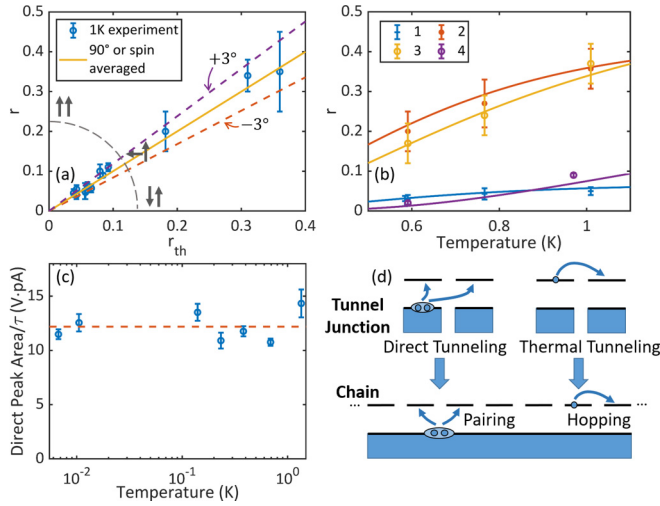 0.5
0.4
0.3
0.2
0.1
0
r
1K experiment
90° or spin
averaged
+3°
−3°
(a)
0 0.1 0.2 0.3 0.4
r_th
0.5
0.4
0.3
0.2
0.1
0
r
1 2
3 4
(b)
0.6 0.8 1
Temperature (K)
(c)
Direct Peak Area/τ (V-pA)
20
15
10
5
0
10⁻² 10⁻¹ 10⁰
Temperature (K)
(d)
Tunnel
Junction
Direct Tunneling Thermal Tunneling
Chain
... ...
Pairing Hopping